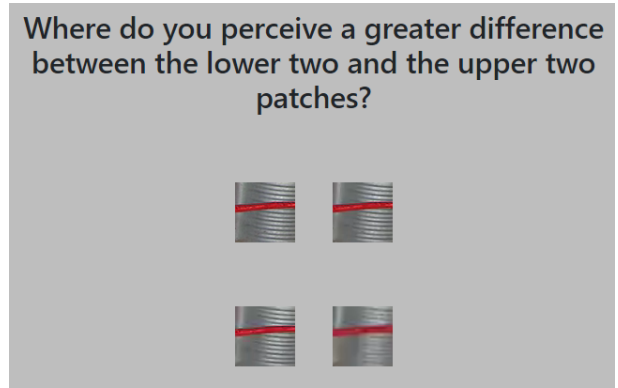 Where do you perceive a greater difference
between the lower two and the upper two
patches?